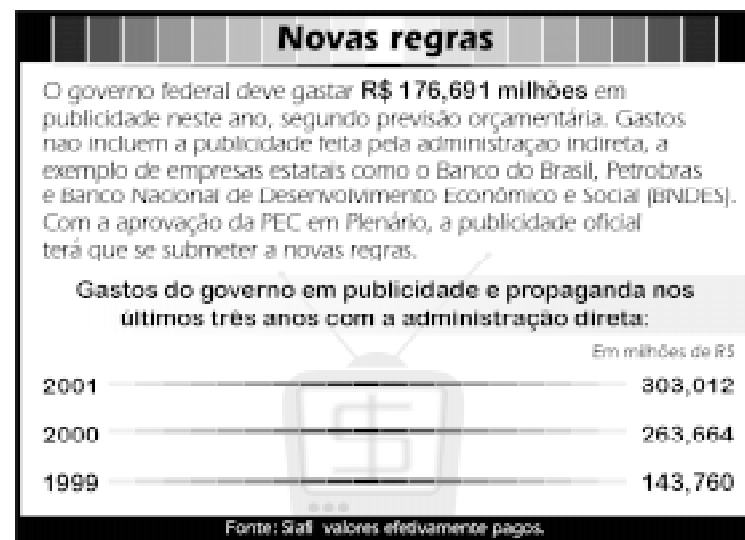 Novas regras
O governo federal deve gastar R$ 176,691 milhões em
publicidade neste ano, segundo previsão orçamentária. Gastos
não incluem a publicidade feita pela administração indireta, a
exemplo de empresas estatais como o Banco do Brasil, Petrobras
e Banco Nacional de Desenvolvimento Econômico e Social (BNDES).
Com a aprovação da PEC em Plenário, a publicidade oficial
terá que se submeter a novas regras.
Gastos do governo em publicidade e propaganda nos
últimos três anos com a administração direta:
Em milhões de R$
2001 303,012
2000 263,664
1999 143,760
Fonte: Siafi valores efetivamente pagos.